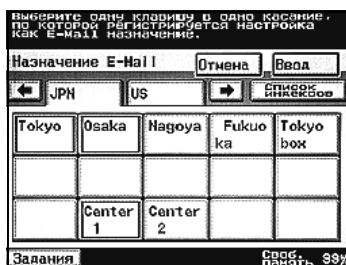 Выберите одну клавишу в одно касание,
по которой регистрируется настройка
как E-Mail назначение.
Назначение E-Mail Отмена Ввод
JPN US Список индексов
Tokyo Osaka Nagoya Fukuo Tokyo
ka box
Center Center
1 2
Задания Своб. память 99%